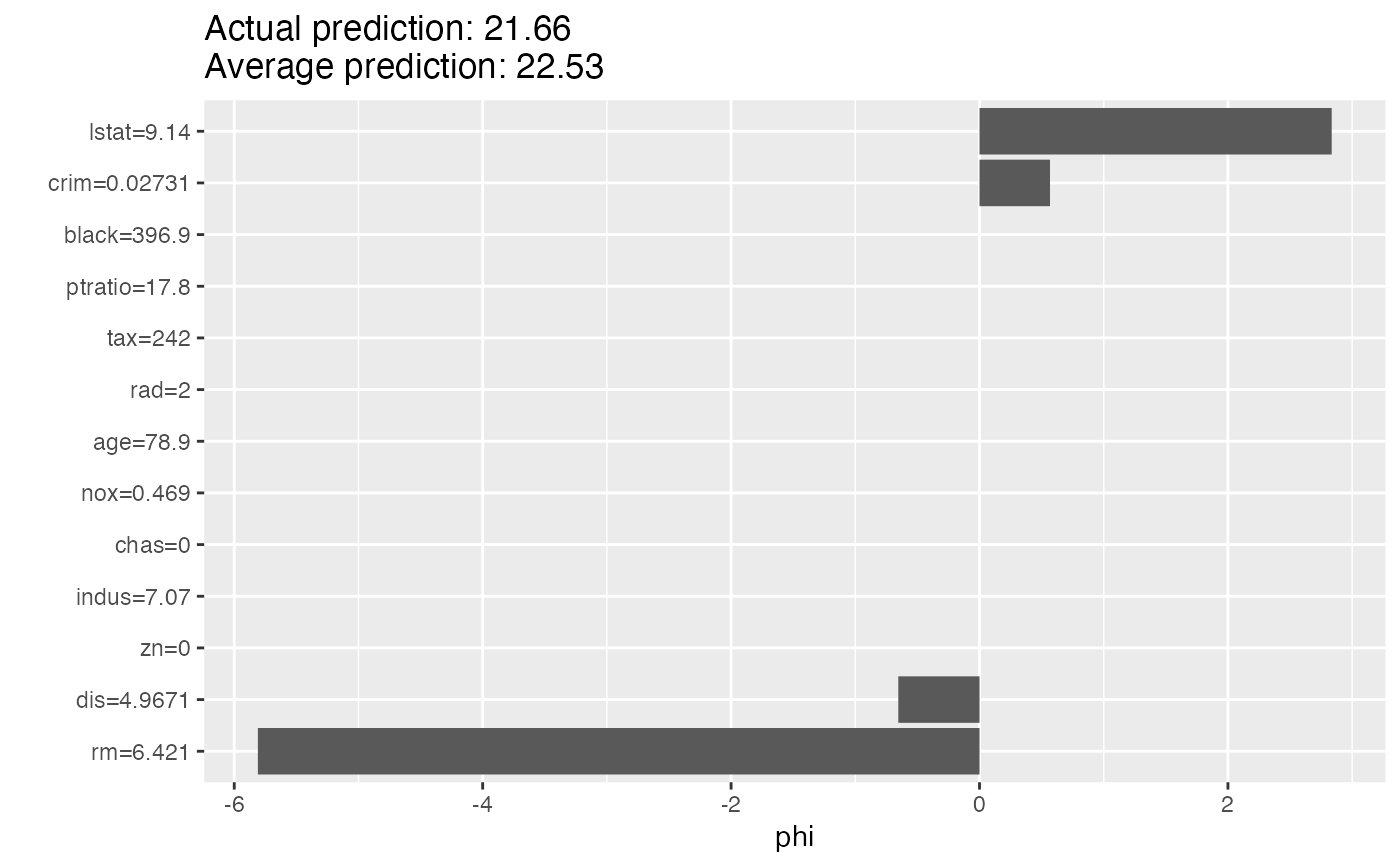 Actual prediction: 21.66
Average prediction: 22.53
lstat=9.14
crim=0.02731
black=396.9
ptratio=17.8
tax=242
rad=2
age=78.9
nox=0.469
chas=0
indus=7.07
zn=0
dis=4.9671
rm=6.421
-6 -4 -2 0 2
phi